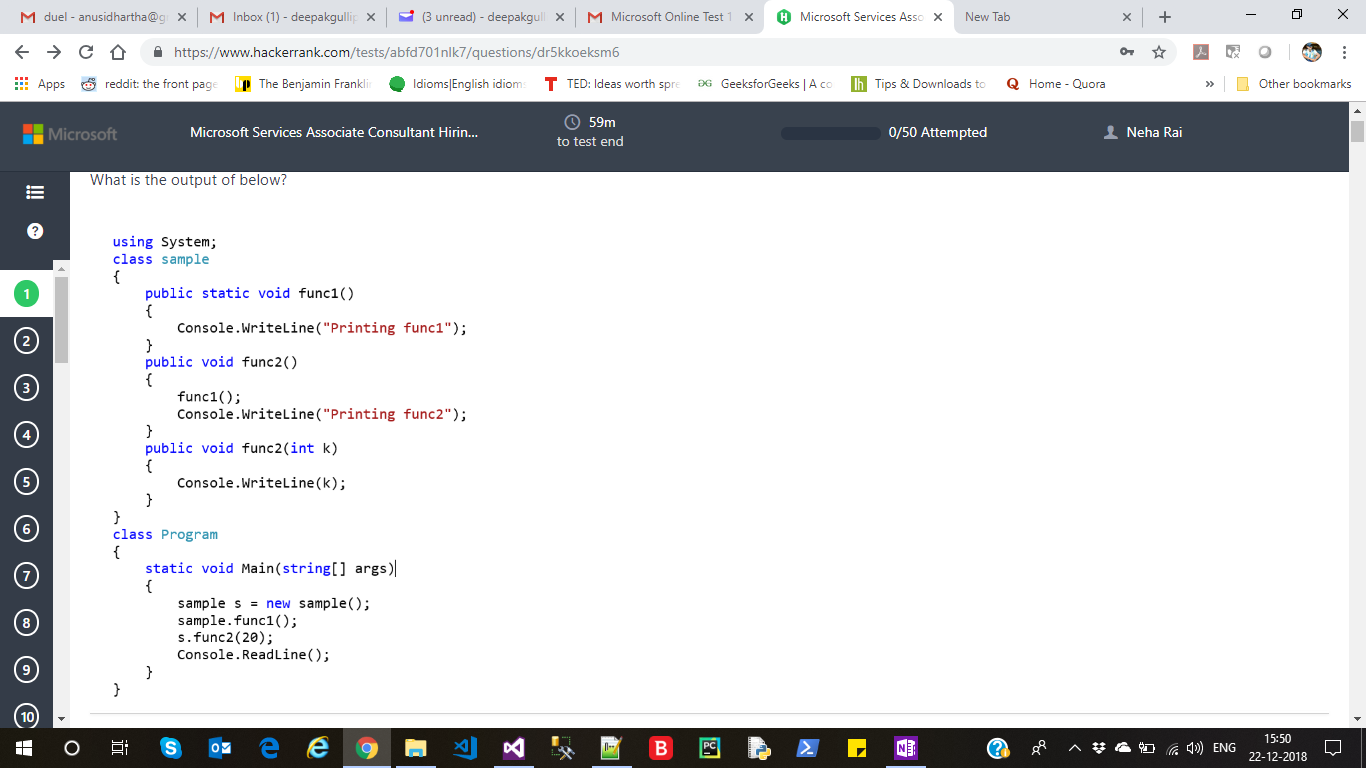 duel - anusidhartha@g
Inbox (1) - deepakgullip
(3 unread) - deepakgull
Microsoft Online Test 1
Microsoft Services Asso
New Tab
https://www.hackerrank.com/tests/abfd701nlk7/questions/dr5kkoeksm6
Apps
reddit: the front page
The Benjamin Franklin
Idioms|English idioms
TED: Ideas worth spre
GeeksforGeeks | A co
Tips & Downloads to
Home - Quora
»
Other bookmarks
Microsoft
Microsoft Services Associate Consultant Hirin...
59m
to test end
0/50 Attempted
Neha Rai
What is the output of below?
using System;
class sample
{
public static void func1()
{
Console.WriteLine("Printing func1");
}
public void func2()
{
func1();
Console.WriteLine("Printing func2");
}
public void func2(int k)
{
Console.WriteLine(k);
}
}
class Program
{
static void Main(string[] args)
{
sample s = new sample();
sample.func1();
s.func2(20);
Console.ReadLine();
}
}
?
1
2
3
4
5
6
7
8
9
10
ENG
15:50
22-12-2018